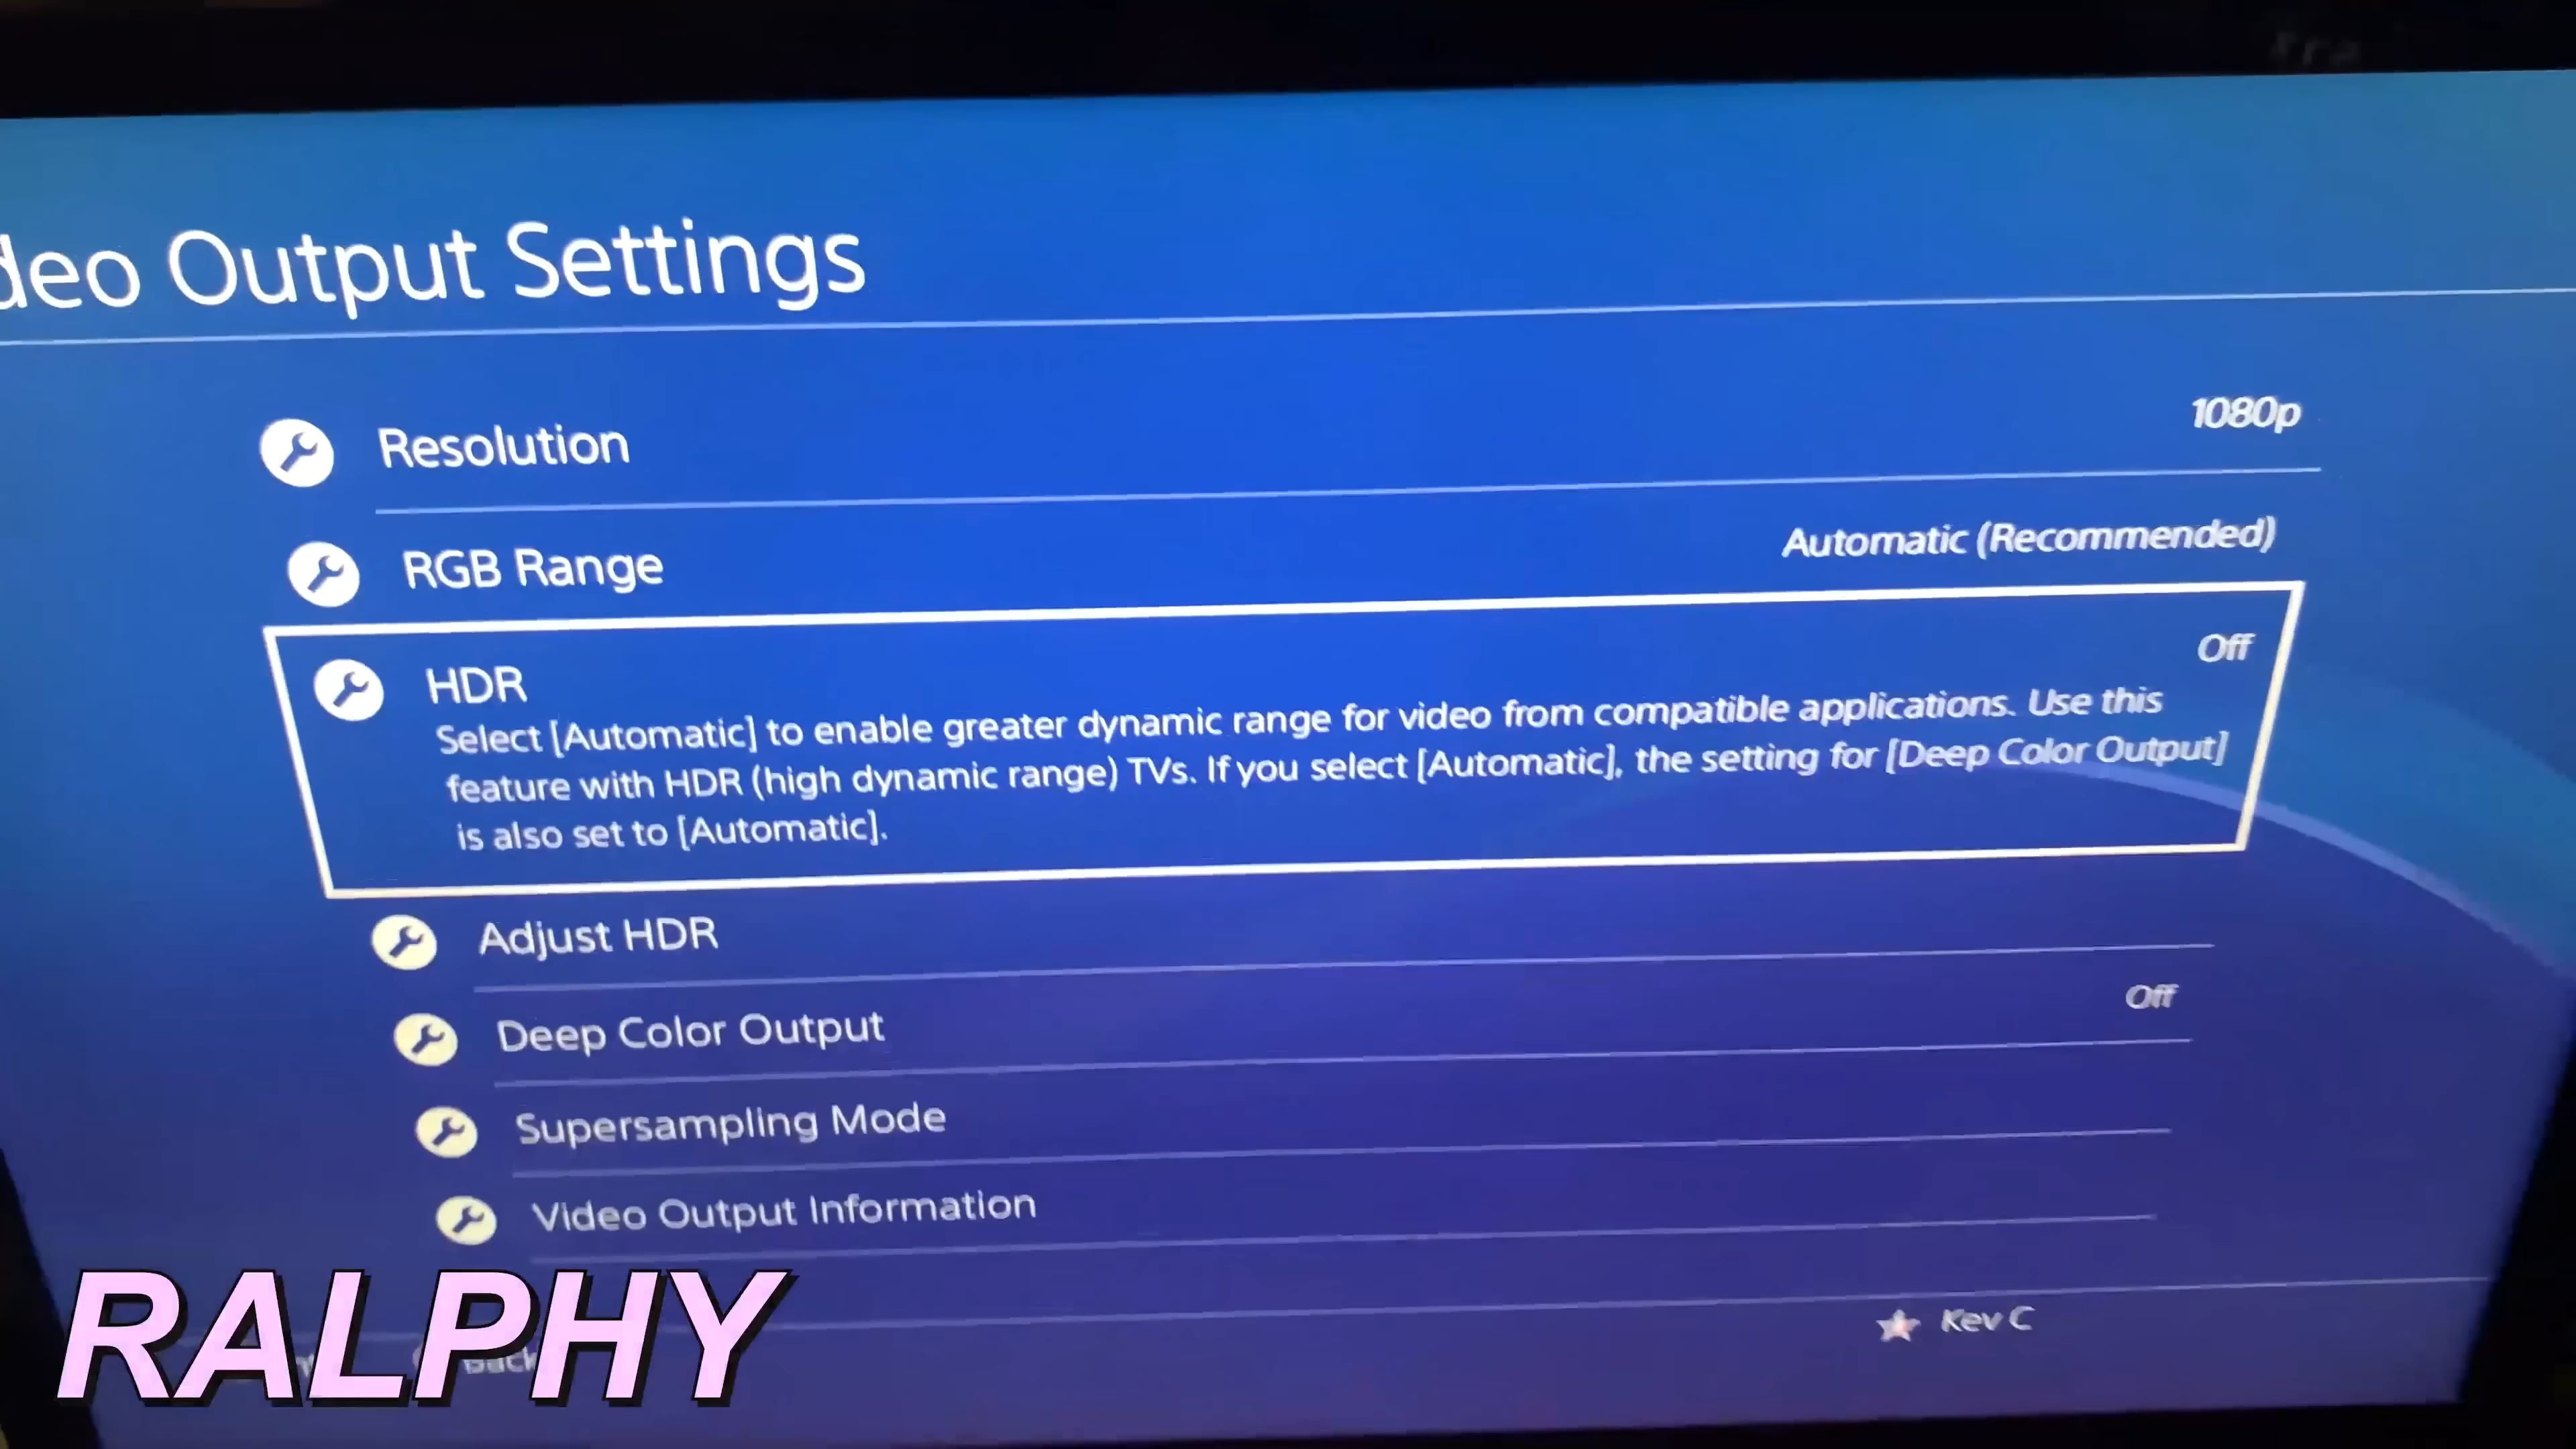 deo Output Settings
Resolution
1080p
RGB Range
Automatic (Recommended)
HDR
Off
Select [Automatic] to enable greater dynamic range for video from compatible applications. Use this
feature with HDR (high dynamic range) TVs. If you select [Automatic], the setting for [Deep Color Output]
is also set to [Automatic].
Adjust HDR
Deep Color Output
Off
Supersampling Mode
Video Output Information
Kev C
Back
RALPHY